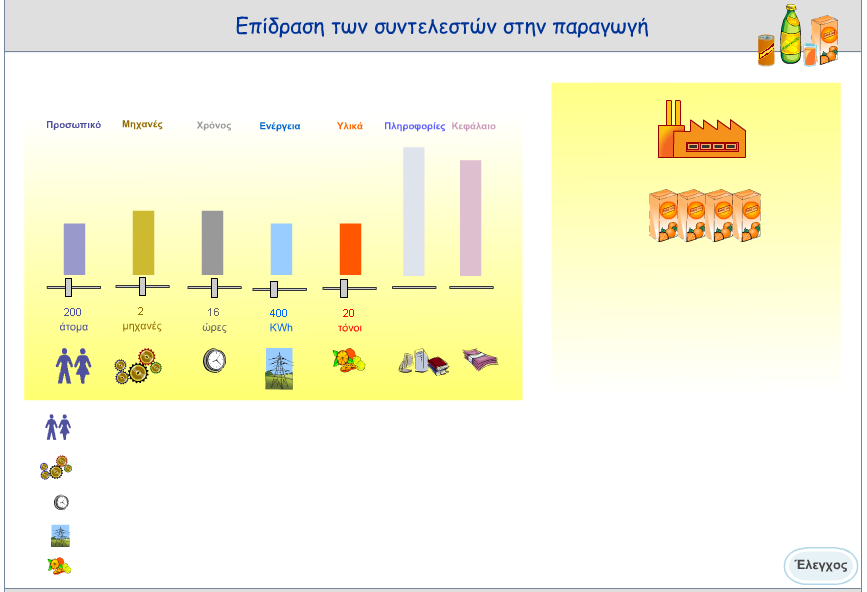 Επίδραση των συντελεστών στην παραγωγή
Προσωπικό Μηχανές Χρόνος Ενέργεια Υλικά Πληροφορίες Κεφάλαιο
200 2 16 400 20
άτομα μηχανές ώρες KWh τόνοι
Έλεγχος